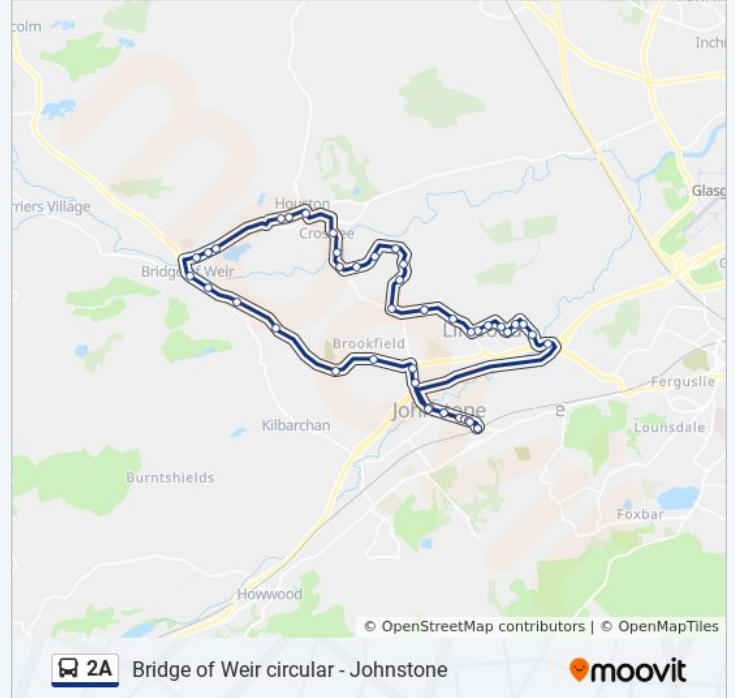 colm
Inchi
rriers Village
Glasg
Houston
Bridge of Weir
G
Brookfield
Johnstone
e
Ferguslie
Kilbarchan
Lounsdale
Burntshields
Foxbar
Howwood
© OpenStreetMap contributors | © OpenMapTiles
2A Bridge of Weir circular - Johnstone
moovit